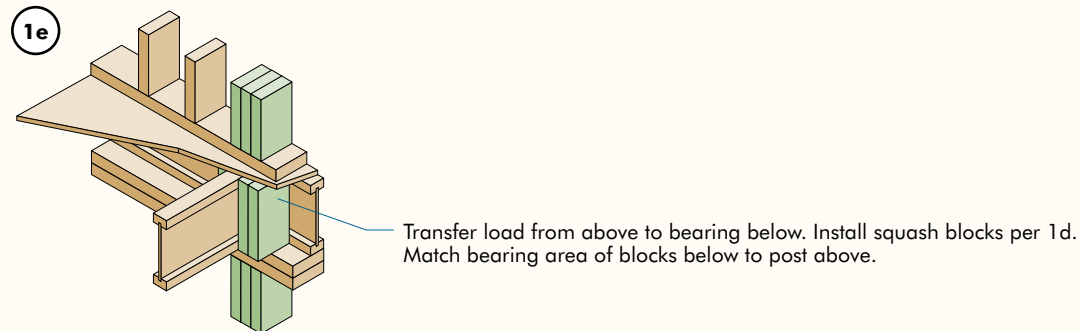 1e
Transfer load from above to bearing below. Install squash blocks per 1d.
Match bearing area of blocks below to post above.